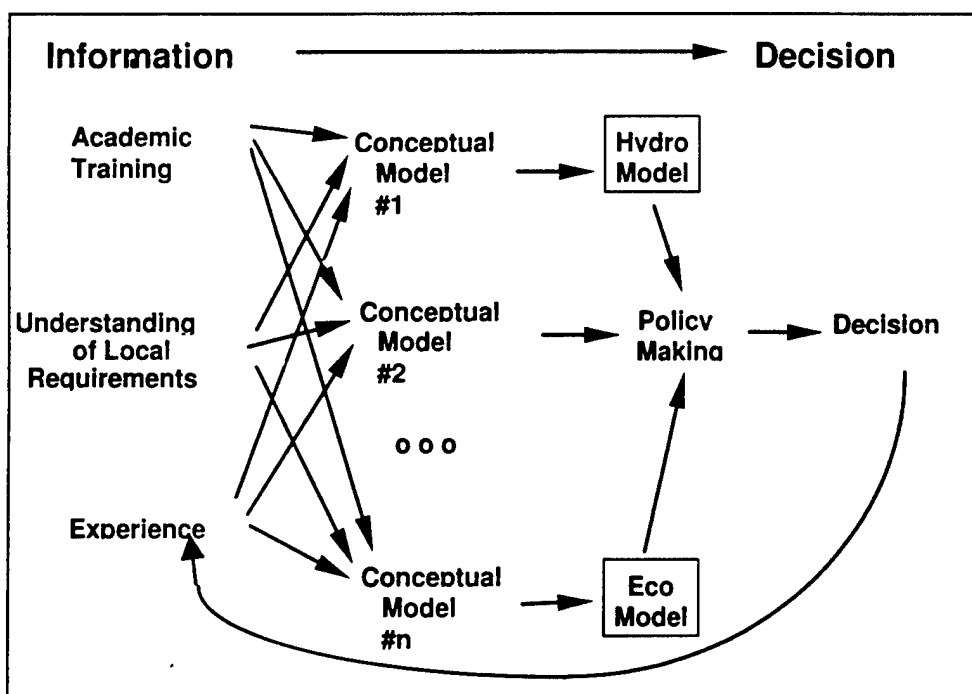 Information
Decision
Academic
Training
Conceptual
Model
#1
Hydro
Model
Understanding
of Local
Requirements
Conceptual
Model
#2
Policy
Making
Decision
o o o
Experience
Conceptual
Model
#n
Eco
Model